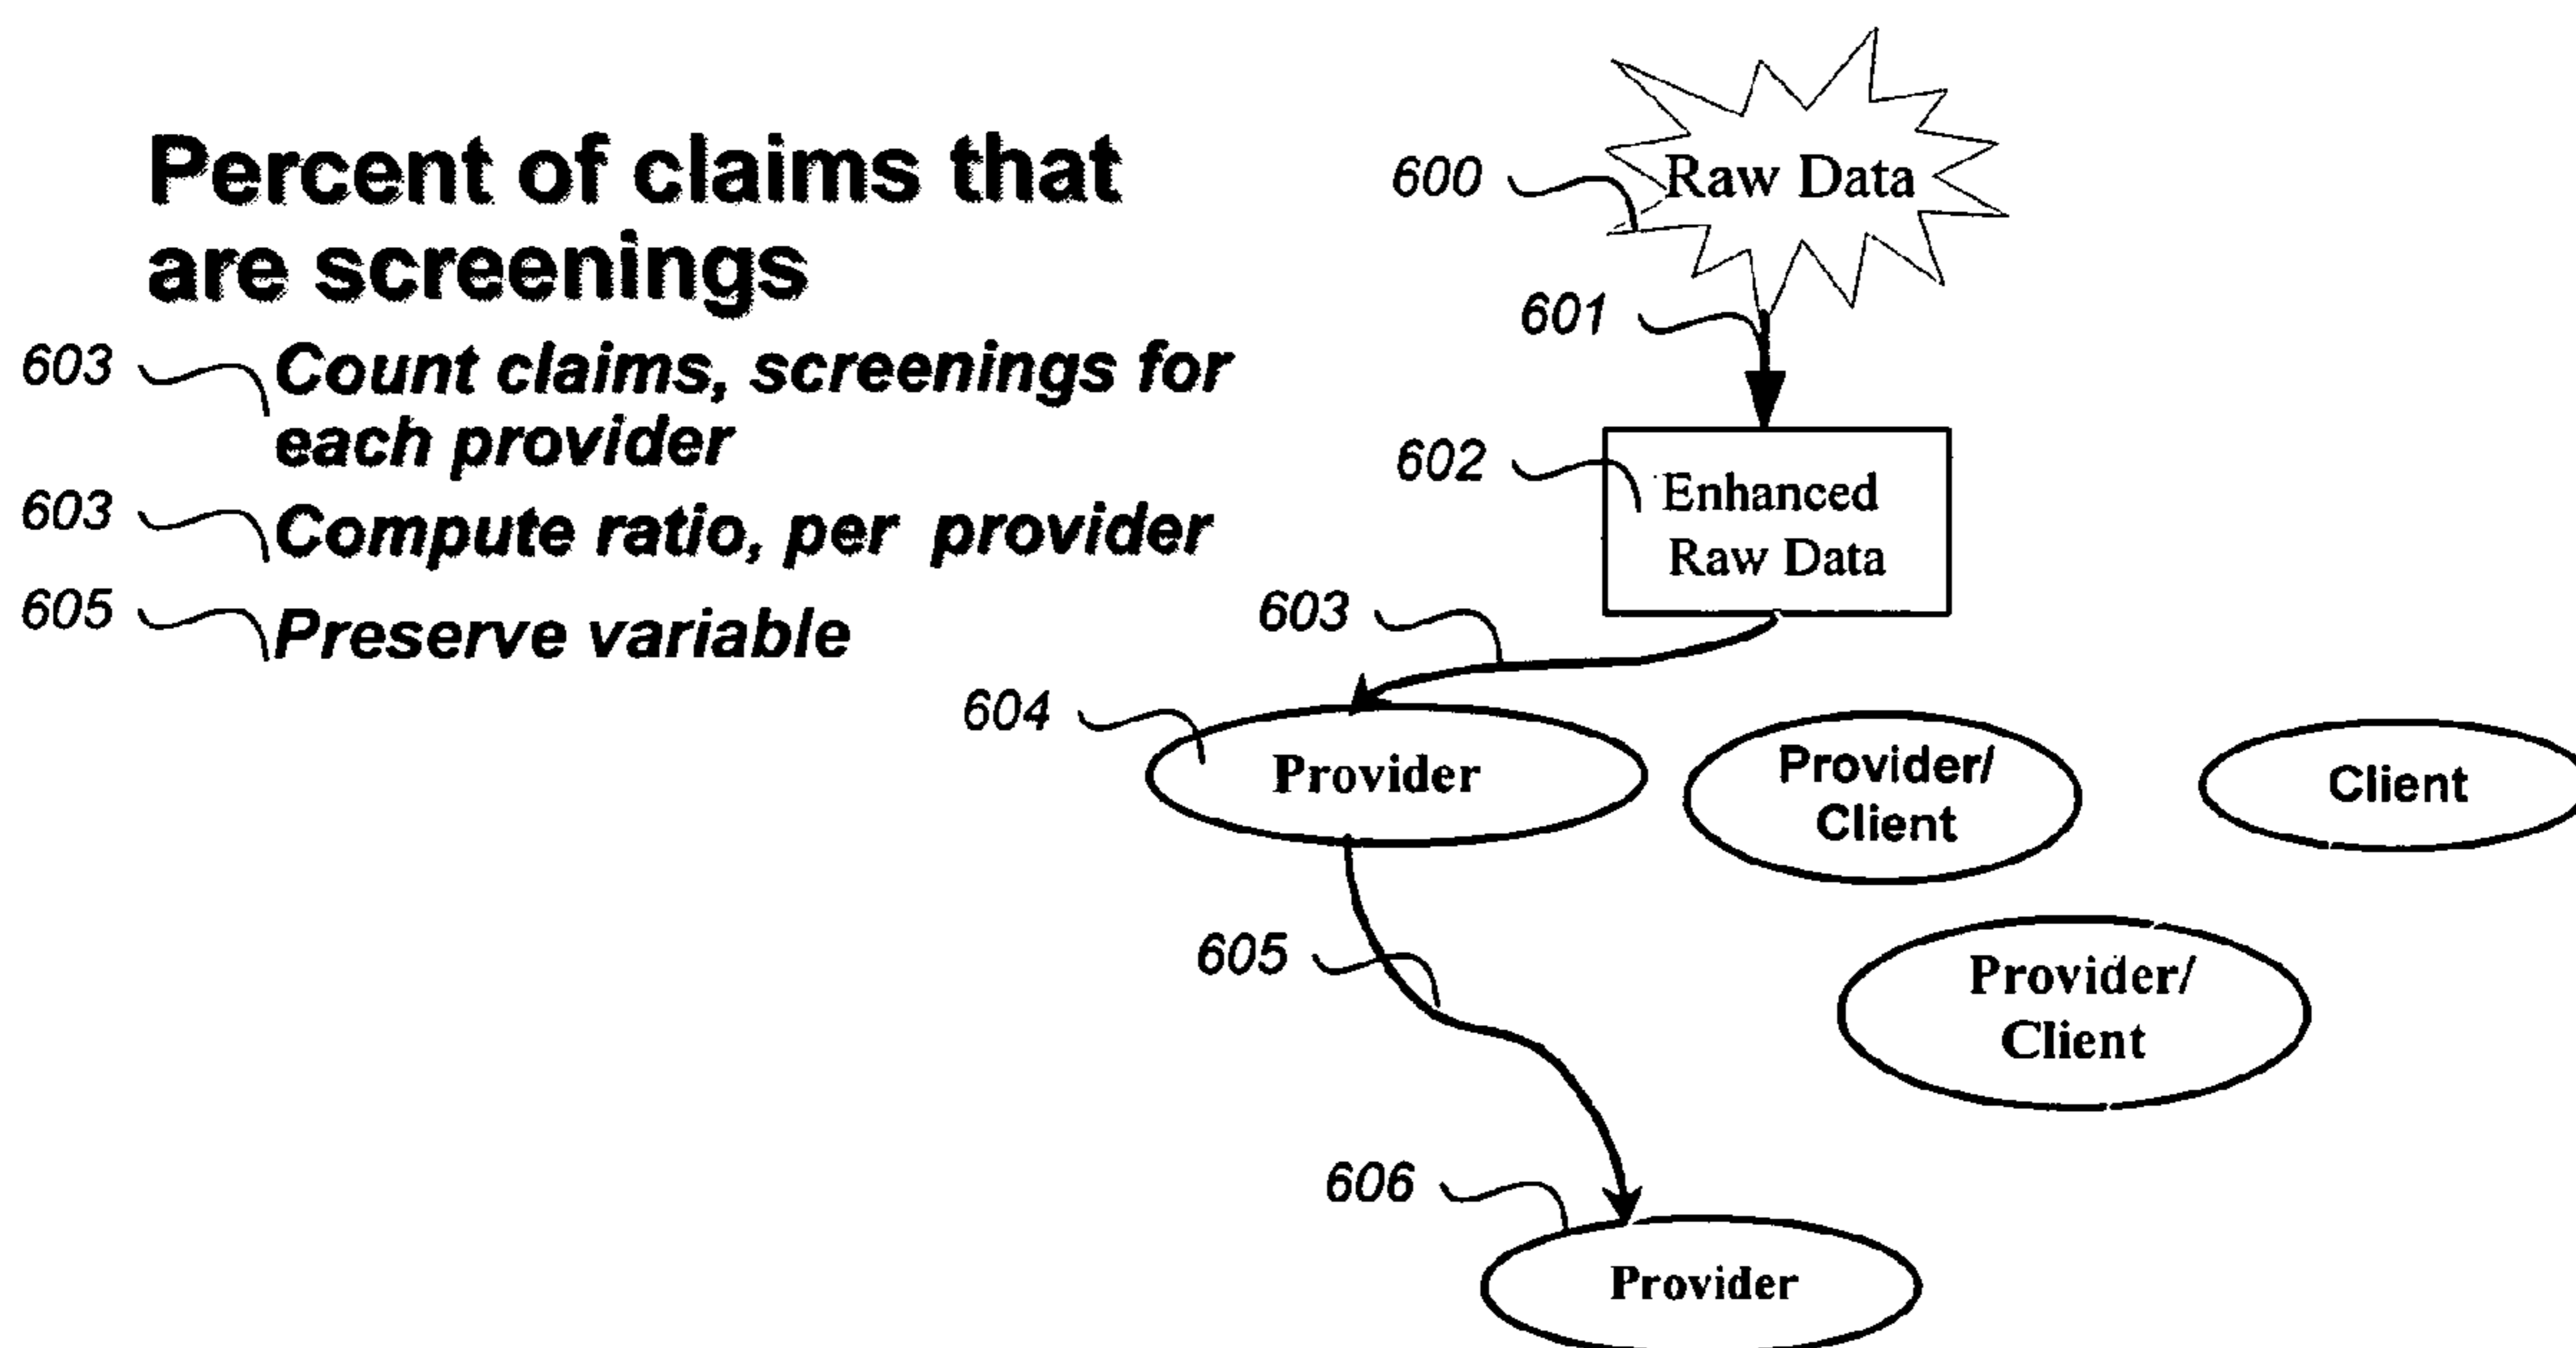 Percent of claims that
are screenings
603
Count claims, screenings for
each provider
603
Compute ratio, per provider
605
Preserve variable
600
Raw Data
601
602
Enhanced
Raw Data
603
604
Provider
Provider/
Client
Client
605
Provider/
Client
606
Provider